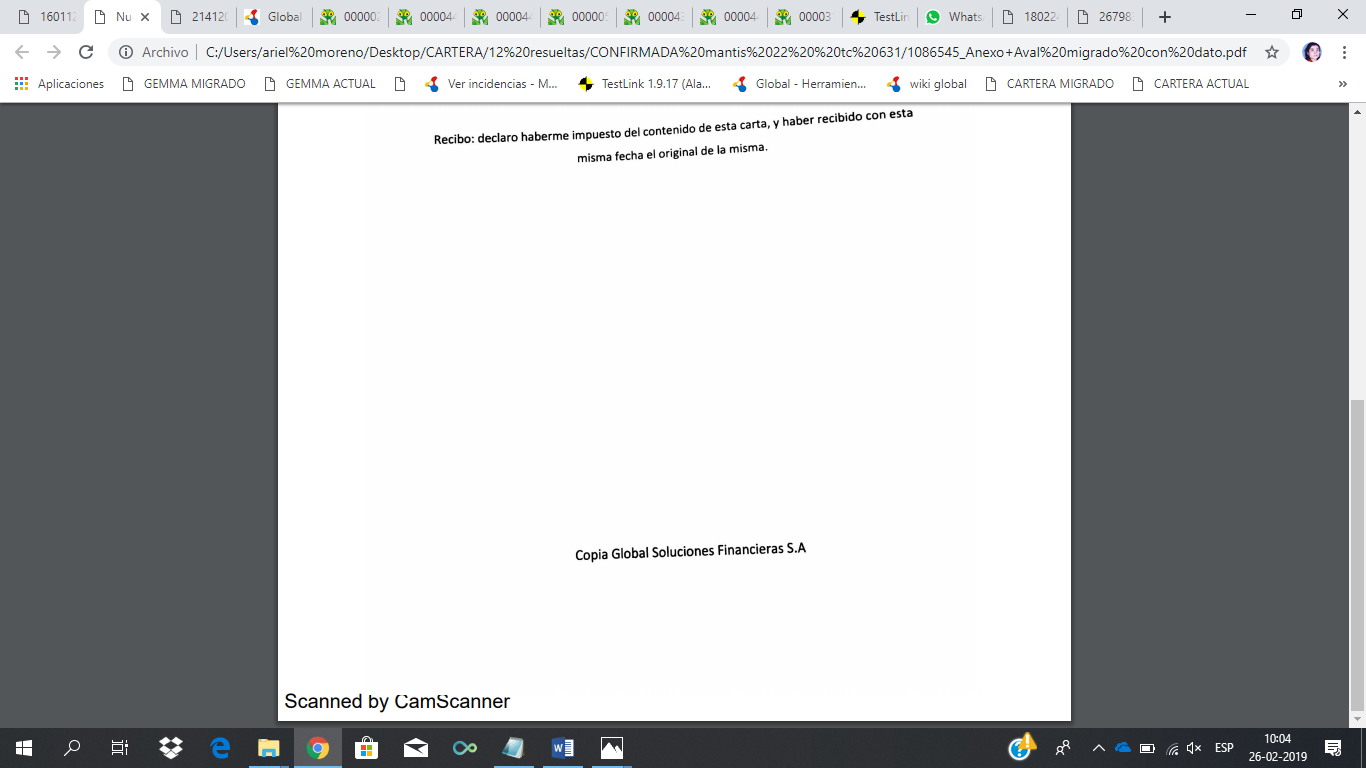 16011
Nu
21412
Global
00000
00004
00004
00000
00004
00004
00003
TestLi
Whats
18022
26798
Archivo
C:/Users/ariel%20moreno/Desktop/CARTERA/12%20resueltas/CONFIRMADA%20mantis%2022%20%20tc%20631/1086545_Anexo+Aval%20migrado%20con%20dato.pdf
Aplicaciones
GEMMA MIGRADO
GEMMA ACTUAL
Ver incidencias - M...
TestLink 1.9.17 (Ala...
Global - Herramien...
wiki global
CARTERA MIGRADO
CARTERA ACTUAL
»
Recibo: declaro haberme impuesto del contenido de esta carta, y haber recibido con esta
misma fecha el original de la misma.
Copia Global Soluciones Financieras S.A
Scanned by CamScanner
ESP
10:04
26-02-2019